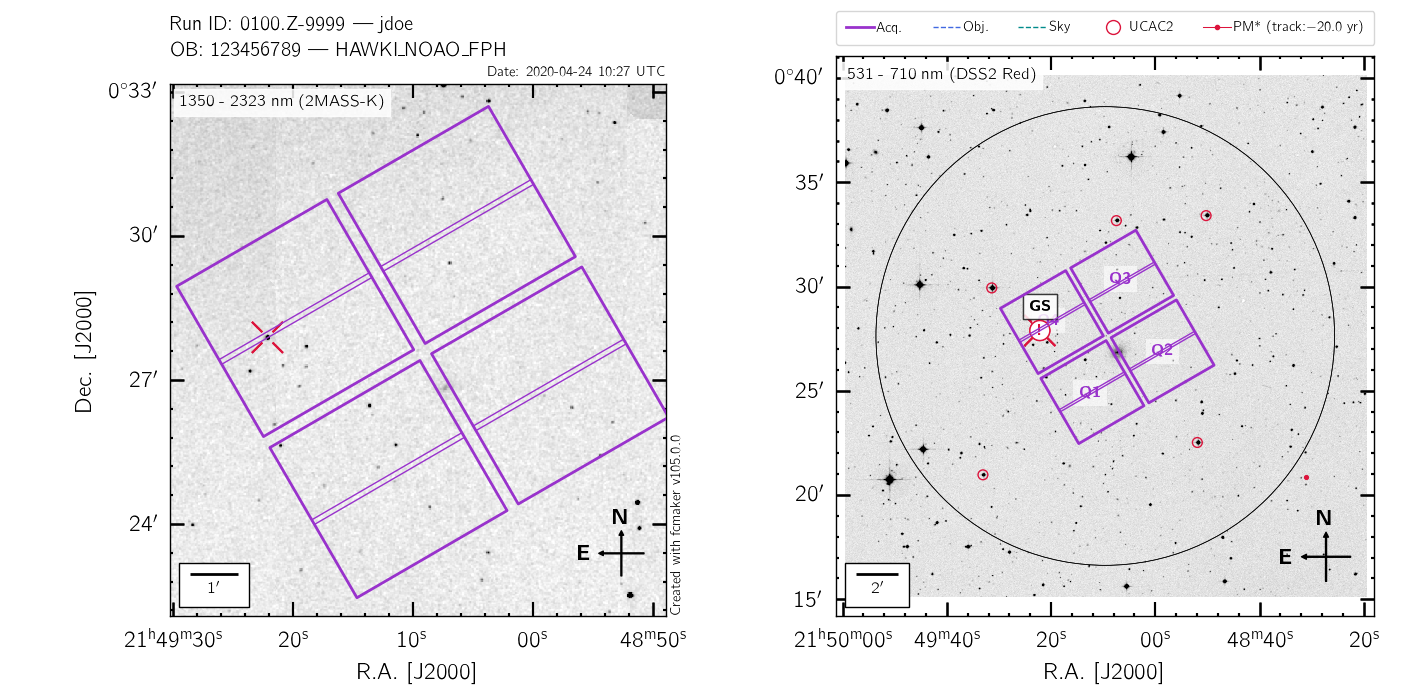 Run ID: 0100.Z-9999 — jdoe
OB: 123456789 — HAWKI_NOAO_FPH
Date: 2020-04-24 10:27 UTC
1350 - 2323 nm (2MASS-K)
0°33′
30′
27′
24′
Dec. [J2000]
N
E
1′
Created with fcmaker v105.0.0
21ʰ49ᵐ30ˢ
20ˢ
10ˢ
00ˢ
48ᵐ50ˢ
R.A. [J2000]
Acq.
Obj.
Sky
UCAC2
PM* (track:−20.0 yr)
531 - 710 nm (DSS2 Red)
0°40′
35′
30′
25′
20′
15′
GS
Q3
Q2
Q1
N
E
2′
21ʰ50ᵐ00ˢ
49ᵐ40ˢ
20ˢ
00ˢ
48ᵐ40ˢ
20ˢ
R.A. [J2000]